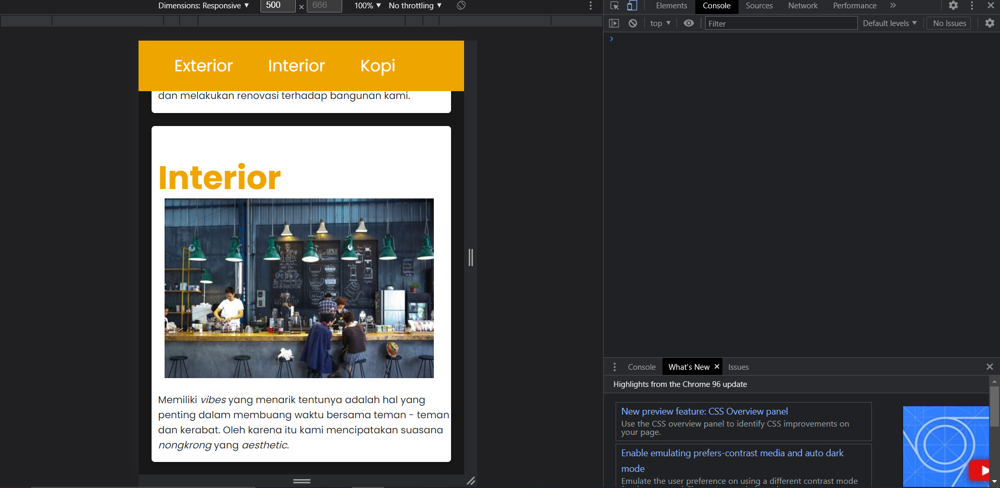 Dimensions: Responsive ▼ 500 × 666 100% ▼ No throttling ▼
Elements Console Sources Network Performance »
top ▼ Filter Default levels ▼ No Issues
Exterior Interior Kopi
dan melakukan renovasi terhadap bangunan kami.
Interior
Coffee MENU
Memiliki vibes yang menarik tentunya adalah hal yang
penting dalam membuang waktu bersama teman - teman
dan kerabat. Oleh karena itu kami mencipatakan suasana
nongkrong yang aesthetic.
Console What's New × Issues
Highlights from the Chrome 96 update
New preview feature: CSS Overview panel
Use the CSS overview panel to identify CSS improvements on
your page.
Enable emulating prefers-contrast media and auto dark
mode
Emulate the user preference on using a different contrast mode